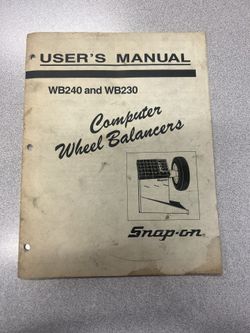 USER'S MANUAL
WB240 and WB230
Computer
Wheel Balancers
Snap-on